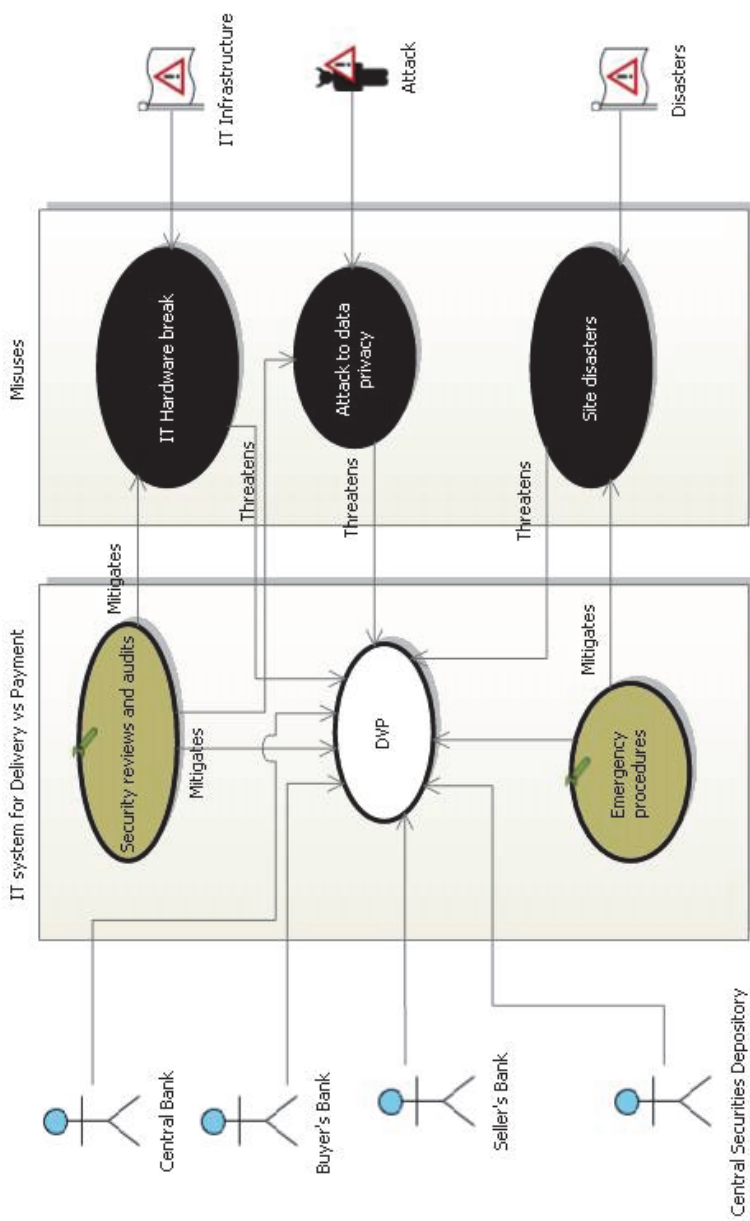 IT system for Delivery vs Payment
Misuses
Central Bank
Buyer's Bank
Seller's Bank
Central Securities Depository
Security reviews and audits
Mitigates
Mitigates
DVP
Emergency
procedures
Mitigates
Threatens
Threatens
Threatens
IT Hardware break
Attack to data
privacy
Site disasters
IT Infrastructure
Attack
Disasters